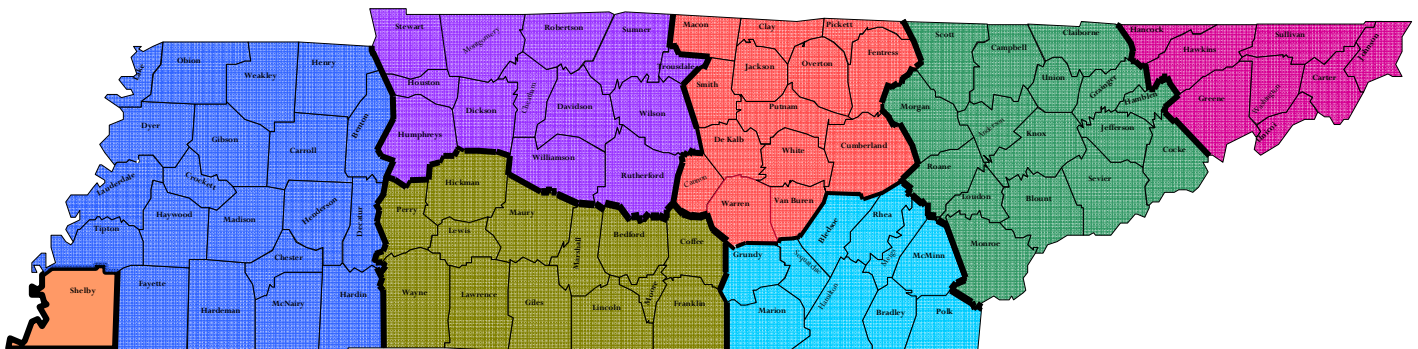 Stewart
Montgomery
Robertson
Sumner
Macon
Clay
Pickett
Scott
Claiborne
Hancock
Hawkins
Sullivan
Johnson
Lake
Obion
Weakley
Henry
Benton
Houston
Dickson
Cheatham
Davidson
Wilson
Trousdale
Smith
Jackson
Overton
Fentress
Campbell
Union
Grainger
Hamblen
Greene
Washington
Carter
Unicoi
Dyer
Gibson
Carroll
Humphreys
Williamson
Rutherford
De Kalb
Putnam
White
Cumberland
Morgan
Anderson
Knox
Jefferson
Cocke
Lauderdale
Crockett
Haywood
Madison
Henderson
Decatur
Hickman
Perry
Lewis
Maury
Marshall
Bedford
Coffee
Cannon
Warren
Van Buren
Bledsoe
Rhea
Roane
Loudon
Blount
Sevier
Monroe
Tipton
Shelby
Fayette
Hardeman
Chester
McNairy
Hardin
Wayne
Lawrence
Giles
Lincoln
Moore
Franklin
Grundy
Sequatchie
Marion
Hamilton
Meigs
McMinn
Bradley
Polk